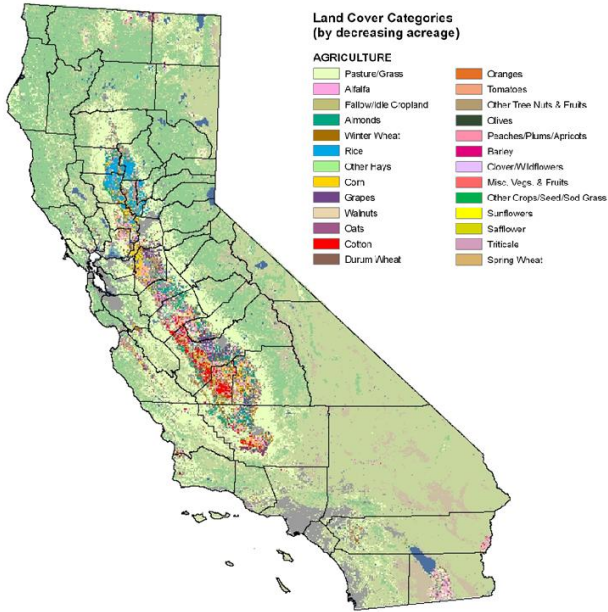 Land Cover Categories
(by decreasing acreage)
AGRICULTURE
Pasture/Grass
Alfalfa
Fallow/Idle Cropland
Almonds
Winter Wheat
Rice
Other Hays
Corn
Grapes
Walnuts
Oats
Cotton
Durum Wheat
Oranges
Tomatoes
Other Tree Nuts & Fruits
Olives
Peaches/Plums/Apricots
Barley
Clover/Wildflowers
Misc. Vegs. & Fruits
Other Crops/Seed/Sod Grass
Sunflowers
Safflower
Triticale
Spring Wheat